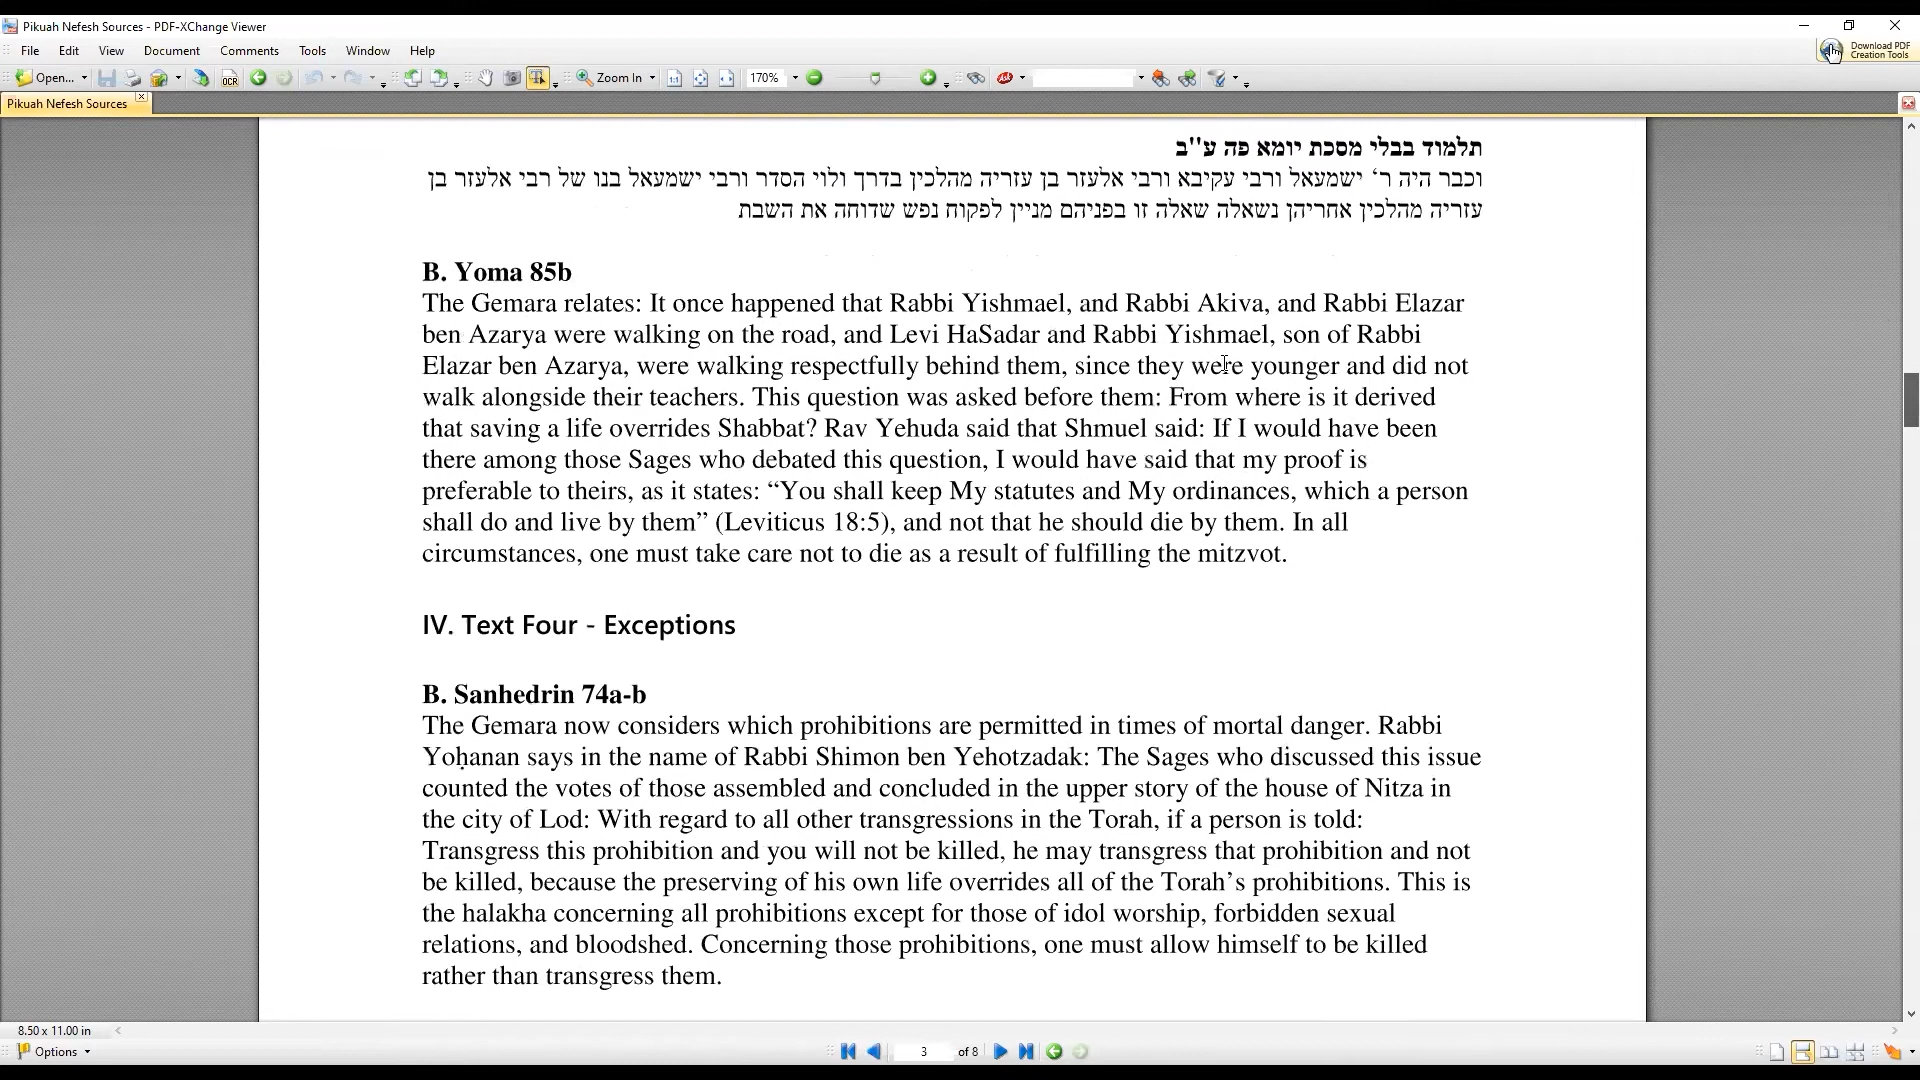 Pikuah Nefesh Sources - PDF-XChange Viewer
File Edit View Document Comments Tools Window Help
Download PDF
Creation Tools
Open... OCR Zoom In 170%
Pikuah Nefesh Sources
תלמוד בבלי מסכת יומא פה ע''ב
וכבר היה ר' ישמעאל ורבי עקיבא ורבי אלעזר בן עזריה מהלכין בדרך ולוי הסדר ורבי ישמעאל בנו של רבי אלעזר בן
עזריה מהלכין אחריהן נשאלה שאלה זו בפניהם מניין לפקוח נפש שדוחה את השבת
B. Yoma 85b
The Gemara relates: It once happened that Rabbi Yishmael, and Rabbi Akiva, and Rabbi Elazar
ben Azarya were walking on the road, and Levi HaSadar and Rabbi Yishmael, son of Rabbi
Elazar ben Azarya, were walking respectfully behind them, since they were younger and did not
walk alongside their teachers. This question was asked before them: From where is it derived
that saving a life overrides Shabbat? Rav Yehuda said that Shmuel said: If I would have been
there among those Sages who debated this question, I would have said that my proof is
preferable to theirs, as it states: “You shall keep My statutes and My ordinances, which a person
shall do and live by them” (Leviticus 18:5), and not that he should die by them. In all
circumstances, one must take care not to die as a result of fulfilling the mitzvot.
IV. Text Four - Exceptions
B. Sanhedrin 74a-b
The Gemara now considers which prohibitions are permitted in times of mortal danger. Rabbi
Yoḥanan says in the name of Rabbi Shimon ben Yehotzadak: The Sages who discussed this issue
counted the votes of those assembled and concluded in the upper story of the house of Nitza in
the city of Lod: With regard to all other transgressions in the Torah, if a person is told:
Transgress this prohibition and you will not be killed, he may transgress that prohibition and not
be killed, because the preserving of his own life overrides all of the Torah’s prohibitions. This is
the halakha concerning all prohibitions except for those of idol worship, forbidden sexual
relations, and bloodshed. Concerning those prohibitions, one must allow himself to be killed
rather than transgress them.
8.50 x 11.00 in
Options 3 of 8